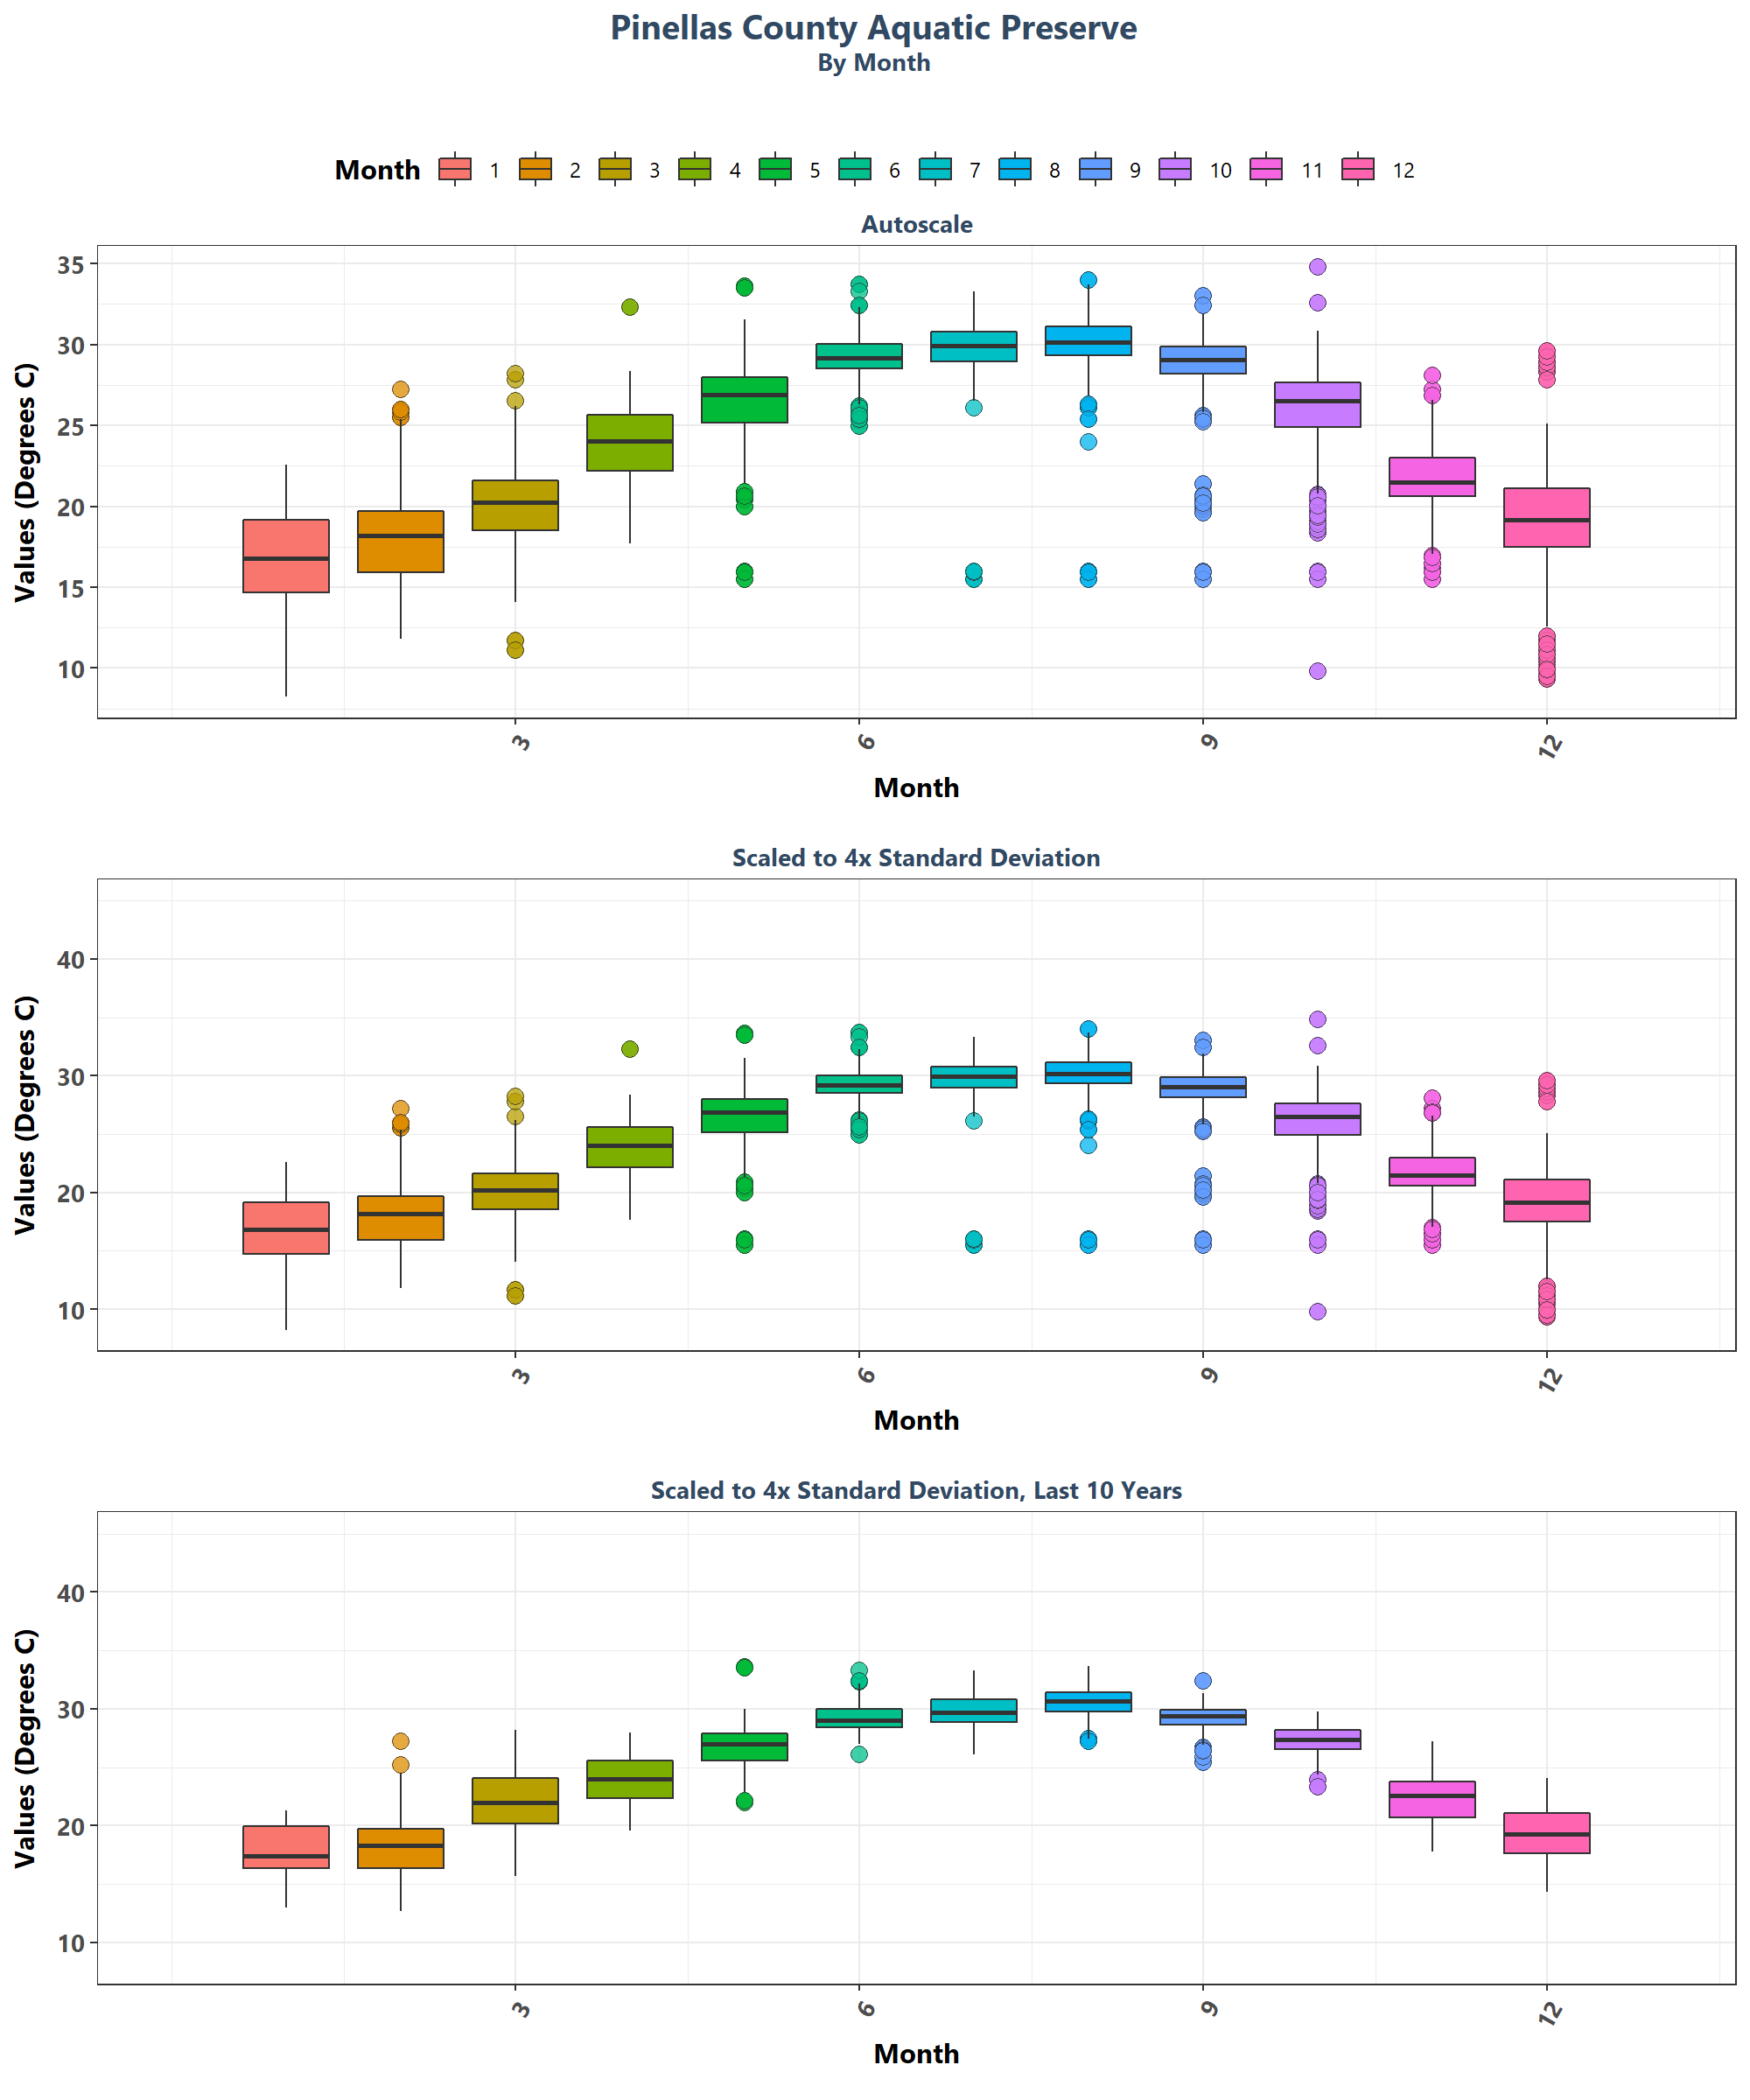 Pinellas County Aquatic Preserve
By Month
Month 1 2 3 4 5 6 7 8 9 10 11 12
Autoscale
Values (Degrees C)
35
30
25
20
15
10
3 6 9 12
Month
Scaled to 4x Standard Deviation
Values (Degrees C)
40
30
20
10
3 6 9 12
Month
Scaled to 4x Standard Deviation, Last 10 Years
Values (Degrees C)
40
30
20
10
3 6 9 12
Month